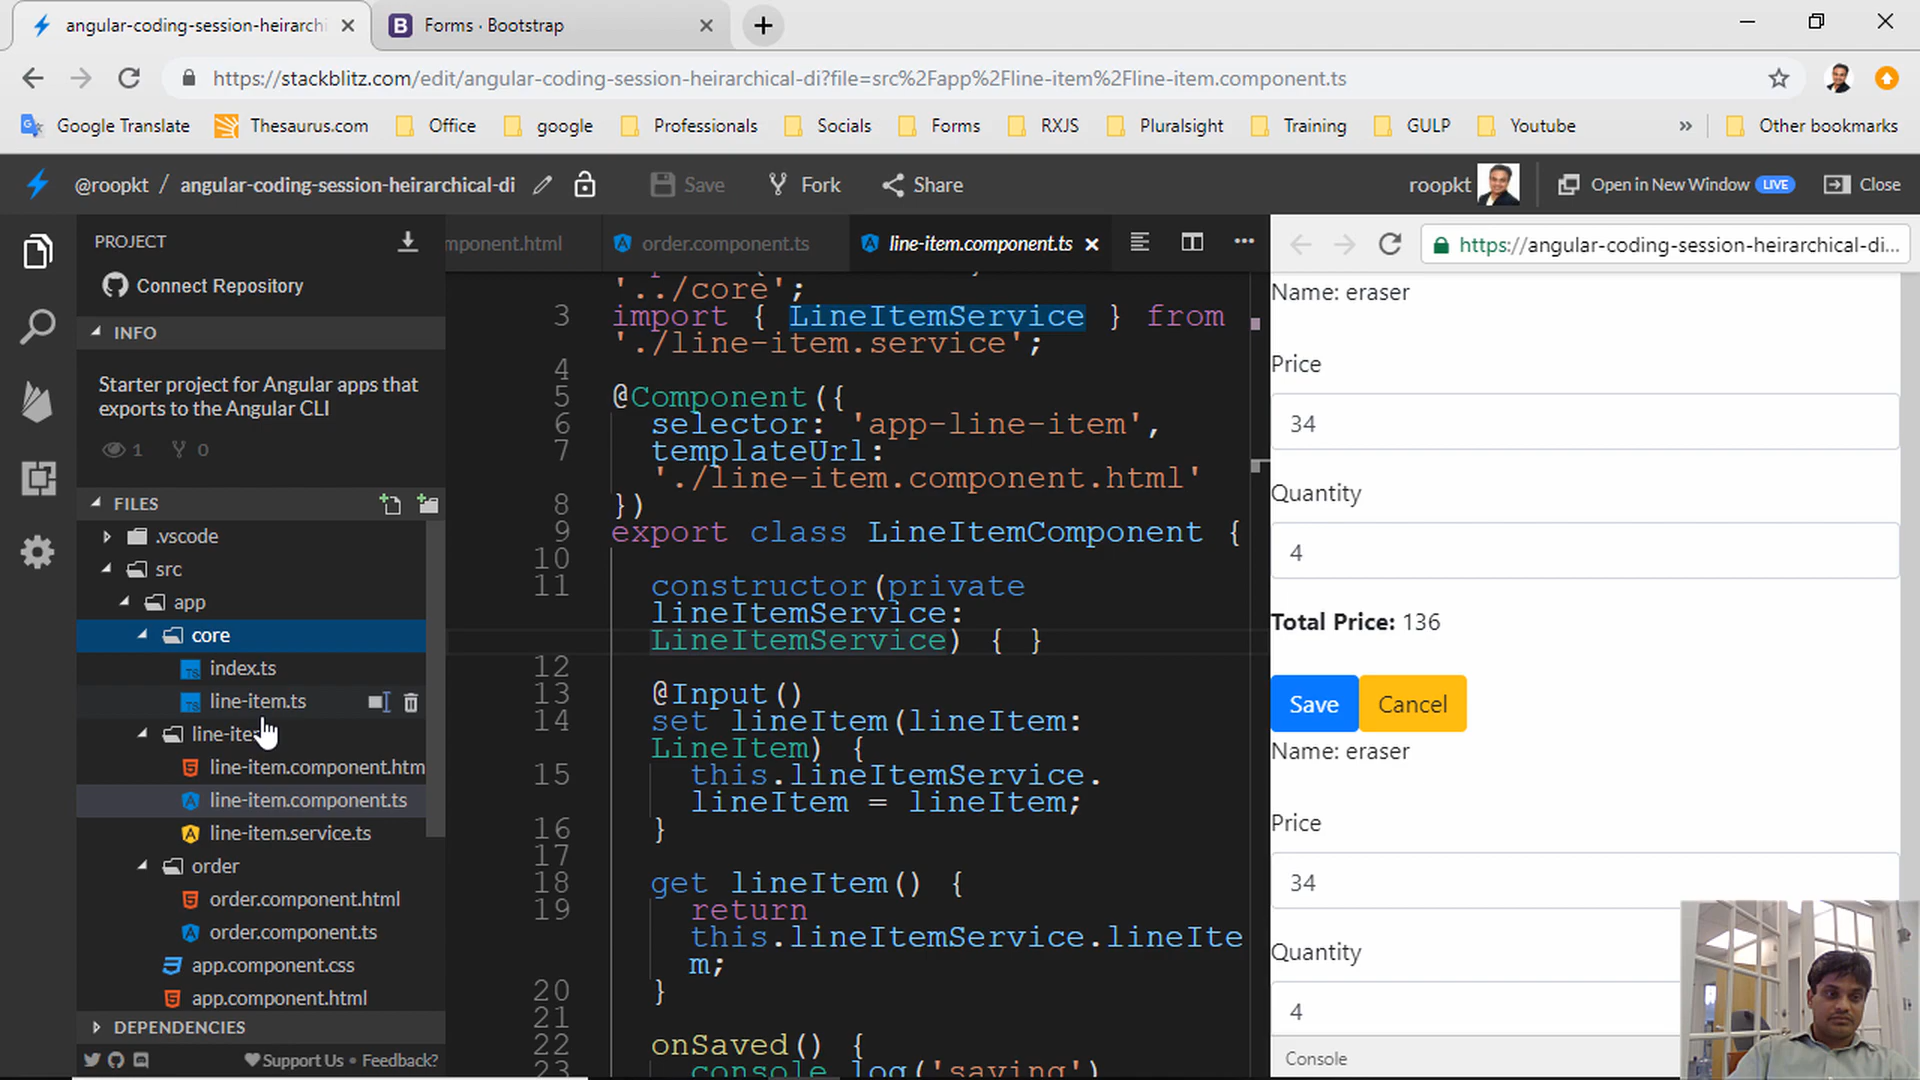 angular-coding-session-heirarchi
Forms · Bootstrap
https://stackblitz.com/edit/angular-coding-session-heirarchical-di?file=src%2Fapp%2Fline-item%2Fline-item.component.ts
Google Translate
Thesaurus.com
Office
google
Professionals
Socials
Forms
RXJS
Pluralsight
Training
GULP
Youtube
»
Other bookmarks
@roopkt / angular-coding-session-heirarchical-di
Save
Fork
Share
roopkt
Open in New Window LIVE
Close
PROJECT
Connect Repository
INFO
Starter project for Angular apps that
exports to the Angular CLI
1
0
FILES
.vscode
src
app
core
index.ts
line-item.ts
line-ite
line-item.component.htm
line-item.component.ts
line-item.service.ts
order
order.component.html
order.component.ts
app.component.css
app.component.html
DEPENDENCIES
Support Us • Feedback?
mponent.html
order.component.ts
line-item.component.ts
'../core';
3 import { LineItemService } from
'./line-item.service';
4
5 @Component({
6 selector: 'app-line-item',
7 templateUrl:
'./line-item.component.html'
8 })
9 export class LineItemComponent {
10
11 constructor(private
lineItemService:
LineItemService) { }
12
13 @Input()
14 set lineItem(lineItem:
LineItem) {
15 this.lineItemService.
lineItem = lineItem;
16 }
17
18 get lineItem() {
19 return
this.lineItemService.lineIte
m;
20 }
21
22 onSaved() {
23 console.log('saving')
https://angular-coding-session-heirarchical-di...
Name: eraser
Price
34
Quantity
4
Total Price: 136
Save
Cancel
Name: eraser
Price
34
Quantity
4
Console